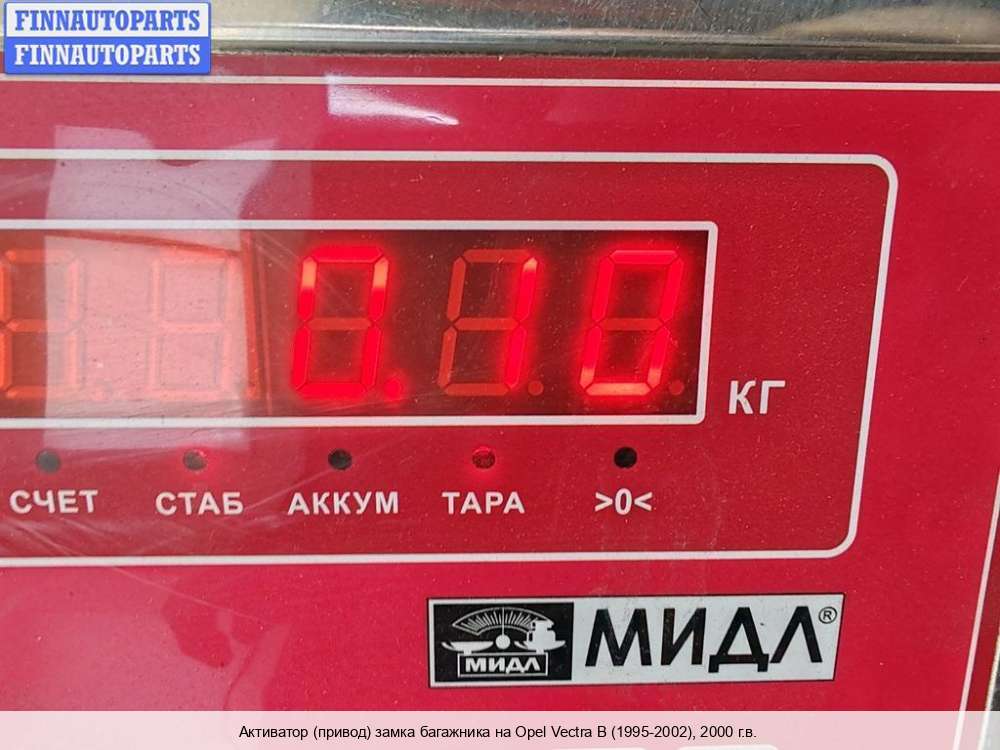 FINNAUTOPARTS
FINNAUTOPARTS
0.10
КГ
СЧЕТ СТАБ АККУМ ТАРА >0<
МИДЛ МИДЛ®
Активатор (привод) замка багажника на Opel Vectra B (1995-2002), 2000 г.в.